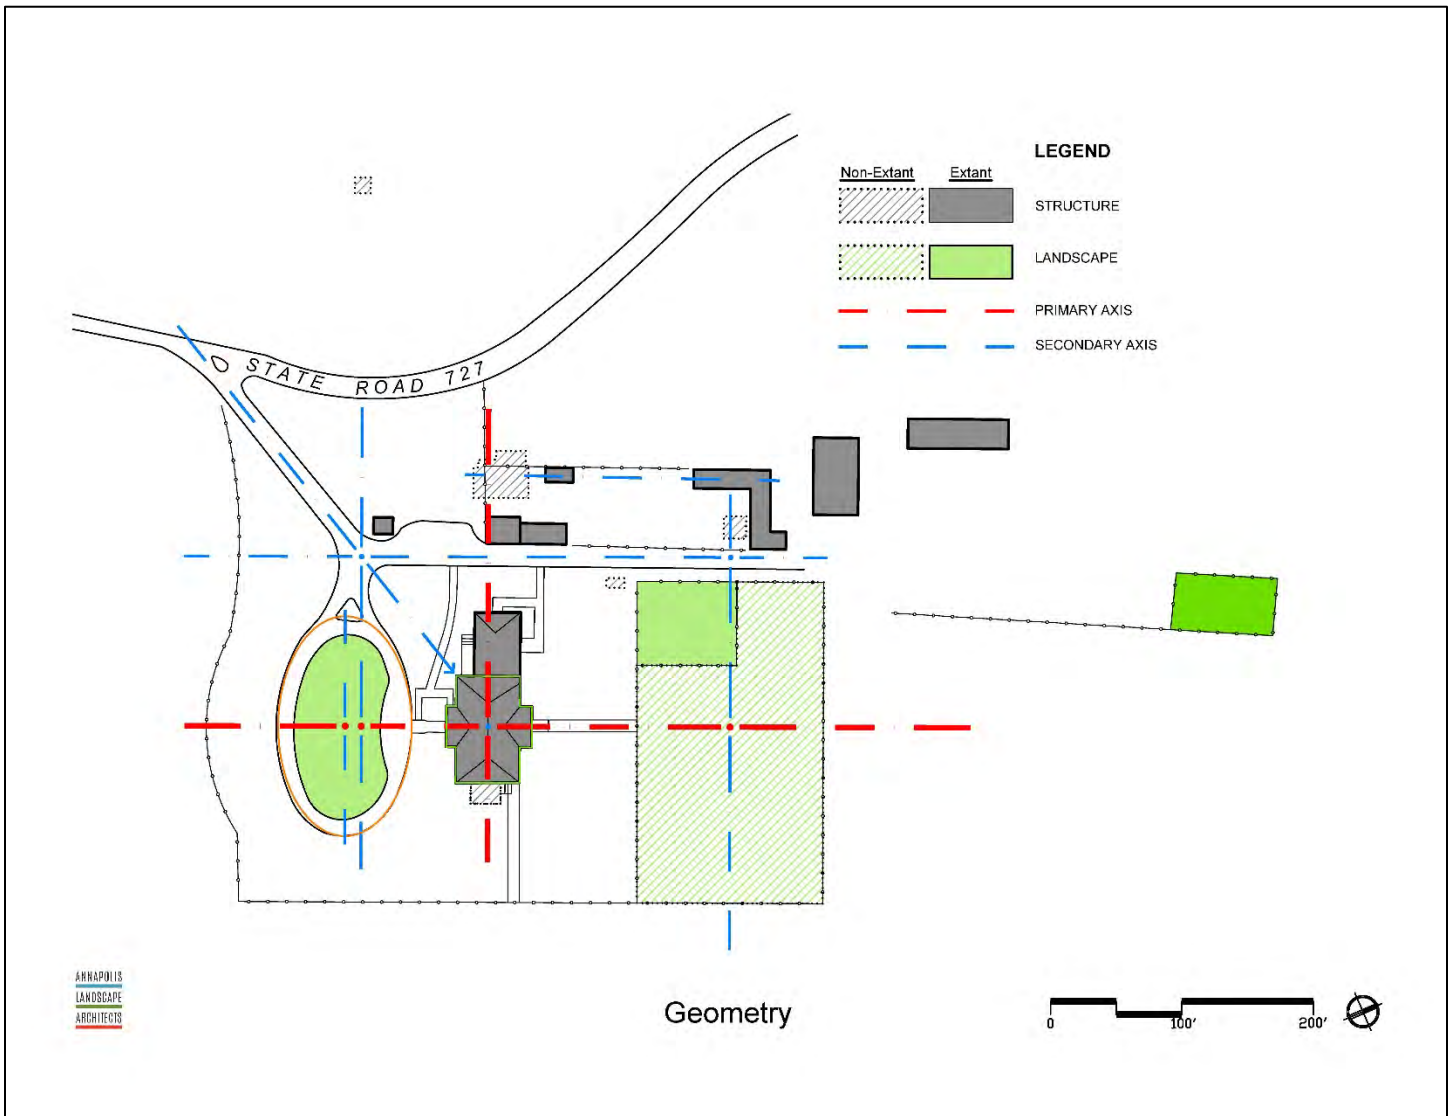 LEGEND
Non-Extant Extant
STRUCTURE
LANDSCAPE
PRIMARY AXIS
SECONDARY AXIS
STATE ROAD 727
ANNAPOLIS
LANDSCAPE
ARCHITECTS
Geometry
0 100' 200'